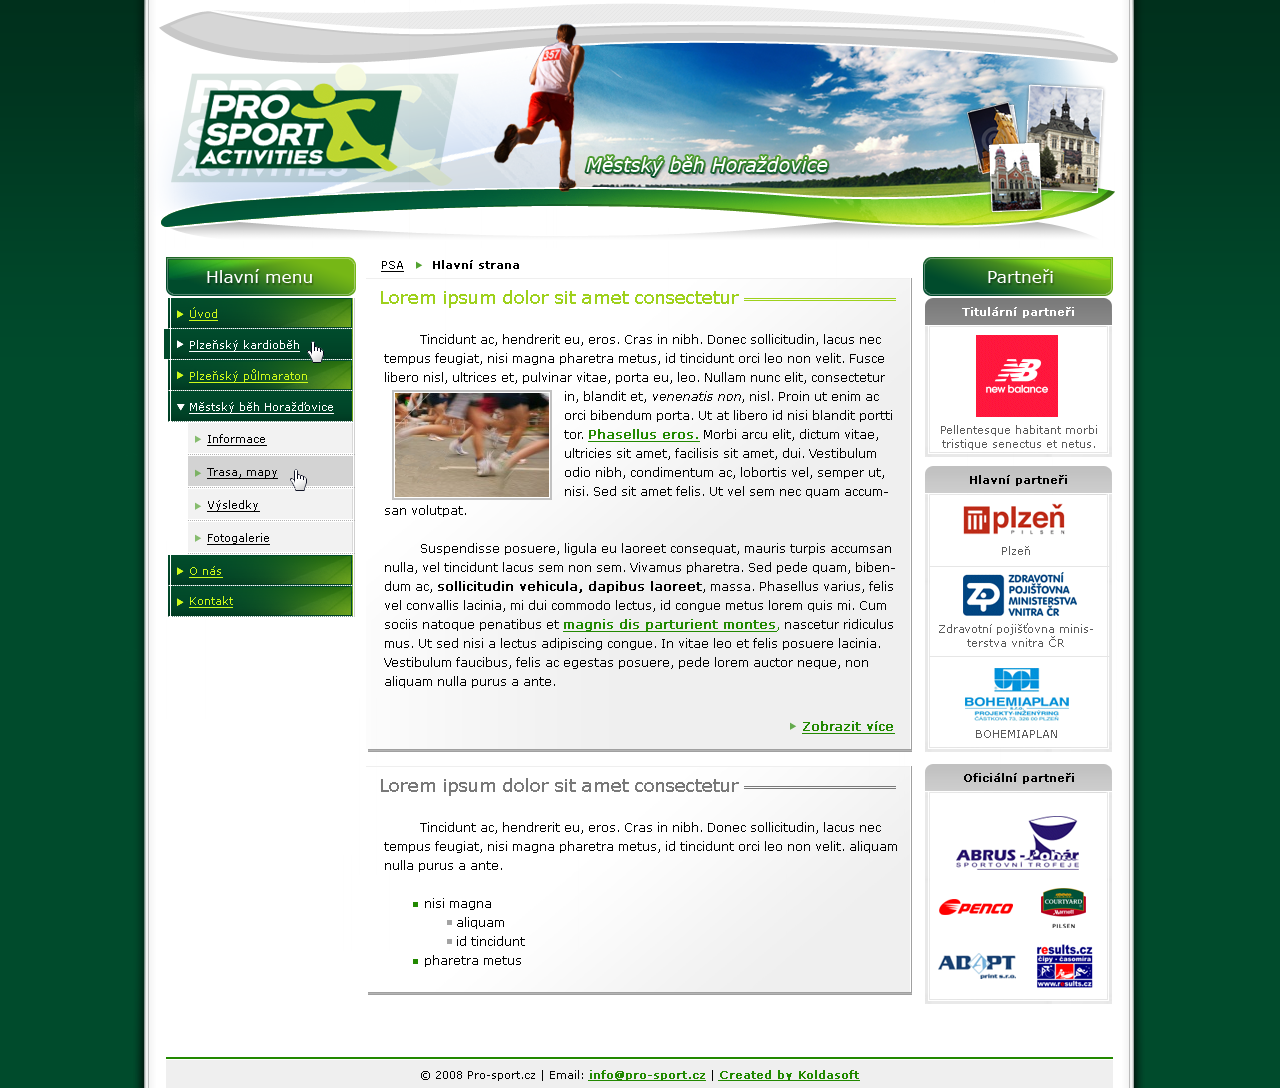 PRO
SPORT
ACTIVITIES
357
Městský běh Horažďovice
Hlavní menu
Úvod
Plzeňský kardioběh
Plzeňský půlmaraton
Městský běh Horažďovice
Informace
Trasa, mapy
Výsledky
Fotogalerie
O nás
Kontakt
PSA
Hlavní strana
Lorem ipsum dolor sit amet consectetur
Tincidunt ac, hendrerit eu, eros. Cras in nibh. Donec sollicitudin, lacus nec
tempus feugiat, nisi magna pharetra metus, id tincidunt orci leo non velit. Fusce
libero nisl, ultrices et, pulvinar vitae, porta eu, leo. Nullam nunc elit, consectetur
in, blandit et, venenatis non, nisl. Proin ut enim ac
orci bibendum porta. Ut at libero id nisi blandit portti
tor. Phasellus eros. Morbi arcu elit, dictum vitae,
ultricies sit amet, facilisis sit amet, dui. Vestibulum
odio nibh, condimentum ac, lobortis vel, semper ut,
nisi. Sed sit amet felis. Ut vel sem nec quam accum-
san volutpat.
Suspendisse posuere, ligula eu laoreet consequat, mauris turpis accumsan
nulla, vel tincidunt lacus sem non sem. Vivamus pharetra. Sed pede quam, biben-
dum ac, sollicitudin vehicula, dapibus laoreet, massa. Phasellus varius, felis
vel convallis lacinia, mi dui commodo lectus, id congue metus lorem quis mi. Cum
sociis natoque penatibus et magnis dis parturient montes, nascetur ridiculus
mus. Ut sed nisi a lectus adipiscing congue. In vitae leo et felis posuere lacinia.
Vestibulum faucibus, felis ac egestas posuere, pede lorem auctor neque, non
aliquam nulla purus a ante.
Zobrazit více
Lorem ipsum dolor sit amet consectetur
Tincidunt ac, hendrerit eu, eros. Cras in nibh. Donec sollicitudin, lacus nec
tempus feugiat, nisi magna pharetra metus, id tincidunt orci leo non velit. aliquam
nulla purus a ante.
nisi magna
aliquam
id tincidunt
pharetra metus
Partneři
Titulární partneři
new balance
Pellentesque habitant morbi
tristique senectus et netus.
Hlavní partneři
plzeň
PILSEN
Plzeň
ZDRAVOTNÍ
POJIŠŤOVNA
MINISTERSTVA
VNITRA ČR
Zdravotní pojišťovna minis-
terstva vnitra ČR
BOHEMIAPLAN
s.r.o.
PROJEKTY-INŽENÝRING
ČÁSTKOVA 73, 326 00 PLZEŇ
BOHEMIAPLAN
Oficiální partneři
ABRUS - Pohár
SPORTOVNÍ TROFEJE
PENCO
COURTYARD
Marriott
PILSEN
ADAPT
print s.r.o.
results.cz
čipy - časomíra
www.results.cz
© 2008 Pro-sport.cz | Email: info@pro-sport.cz | Created by Koldasoft